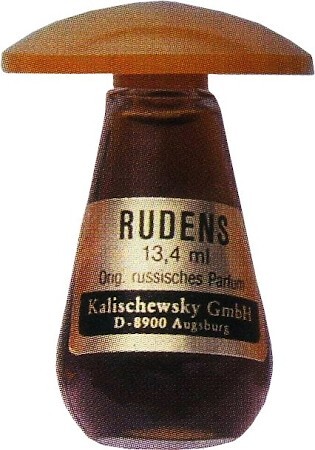 RUDENS
13,4 ml
Orig. russisches Parfum
Kalischewsky GmbH
D-8900 Augsburg